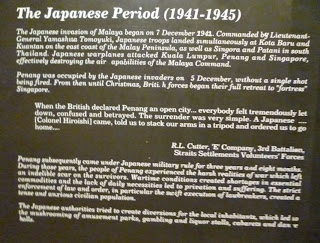 The Japanese Period (1941-1945)
The Japanese invasion of Malaya began on 7 December 1941. Commanded by Lieutenant-
General Yamashita Tomoyuki, Japanese troops landed simultaneously at Kota Baru and
Kuantan on the east coast of the Malay Peninsula, as well as Singora and Patani in south
Thailand. Japanese warplanes attacked Kuala Lumpur, Penang and Singapore,
effectively destroying the air capabilities of the Malaya Command.
Penang was occupied by the Japanese invaders on 5 December, without a single shot
being fired. From then until Christmas, Briti.h forces began their full retreat to "fortress"
Singapore.
When the British declared Penang an open city... everybody felt tremendously let
down, confused and betrayed. The surrender was very simple. A Japanese ....
[Colonel Hiroishi] came, told us to stack our arms in a tripod and ordered us to go
home....
R.L. Cutter, 'E' Company, 3rd Battalion,
Straits Settlements Volunteers' Forces
Penang subsequently came under Japanese military rule for three years and eight months.
During those years, the people of Penang experienced the harsh realities of war which left
an indelible scar on the survivors. Wartime conditions created shortages in essential
commodities and the lack of daily necessities led to privation and suffering. The strict
enforcement of law and order, in particular the swift execution of lawbreakers, created a
tense and anxious civilian population.
The Japanese authorities tried to create diversions for the local inhabitants, which led to
the mushrooming of amusement parks, gambling and liquor stalls, cabarets and dan e
halls.